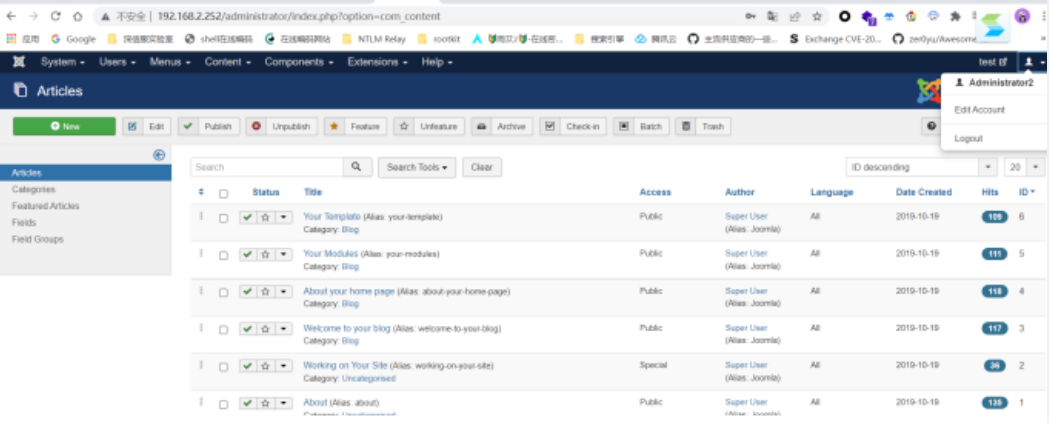 不安全 | 192.168.2.252/administrator/index.php?option=com_content
应用 Google 深信服实验室 shell在线编码 在线编码网站 NTLM Relay rootkit 搜索引擎 腾讯云 Exchange CVE-20... zer0yu/Awesome
System Users Menus Content Components Extensions Help test
Articles
Administrator2
Edit Account
Logout
New Edit Publish Unpublish Feature Unfeature Archive Check-in Batch Trash
Articles
Categories
Featured Articles
Fields
Field Groups
Search Search Tools Clear ID descending 20
Status Title Access Author Language Date Created Hits ID
Your Template (Alias: your-template) Public Super User All 2019-10-19 109 6
Category: Blog (Alias: Joomla)
Your Modules (Alias: your-modules) Public Super User All 2019-10-19 111 5
Category: Blog (Alias: Joomla)
About your home page (Alias: about-your-home-page) Public Super User All 2019-10-19 118 4
Category: Blog (Alias: Joomla)
Welcome to your blog (Alias: welcome-to-your-blog) Public Super User All 2019-10-19 117 3
Category: Blog (Alias: Joomla)
Working on Your Site (Alias: working-on-your-site) Special Super User All 2019-10-19 36 2
Category: Uncategorised (Alias: Joomla)
About (Alias: about) Public Super User All 2019-10-19 135 1
Category: Uncategorised (Alias: Joomla)